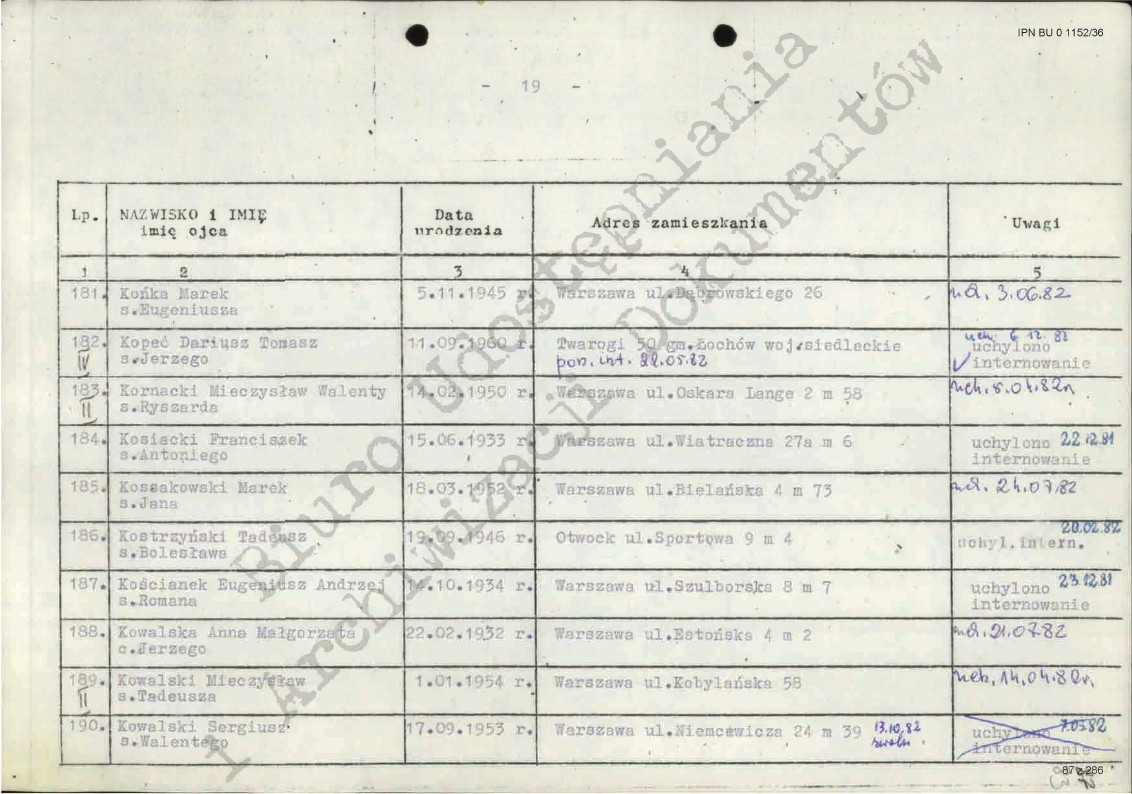 IPN BU 0 1152/36
- 19 -
Lp. NAZWISKO i IMIĘ Data Adres zamieszkania Uwagi
imię ojca urodzenia
1 2 3 4 5
181. Końka Marek 5.11.1945 r. Warszawa ul.Dąbrowskiego 26 3.06.82
s.Eugeniusza
uch. 6.12.82
182. Kopeć Dariusz Tomasz 11.09.1960 r. Twarogi 50 gm.Łochów woj.siedleckie uchylono
IV s.Jerzego pon. int. 22.05.82 internowanie
183. Kornacki Mieczysław Walenty 14.02.1950 r. Warszawa ul.Oskara Lange 2 m 58 uch. 5.04.82r
II s.Ryszarda
184. Kosiacki Franciszek 15.06.1933 r. Warszawa ul.Wiatraczna 27a m 6 uchylono 22.12.81
s.Antoniego internowanie
185. Kossakowski Marek 18.03.1952 r. Warszawa ul.Bielańska 4 m 73 24.07.82
s.Jana
20.02.82
186. Kostrzyński Tadeusz 19.09.1946 r. Otwock ul.Sportowa 9 m 4 uchyl.intern.
s.Bolesława
187. Kościanek Eugeniusz Andrzej 14.10.1934 r. Warszawa ul.Szulborska 8 m 7 uchylono 23.12.81
s.Romana internowanie
188. Kowalska Anna Małgorzata 22.02.1932 r. Warszawa ul.Estońska 4 m 2 21.07.82
c.Jerzego
189. Kowalski Mieczysław 1.01.1954 r. Warszawa ul.Kobylańska 58 uch. 14.04.82r.
II s.Tadeusza
190. Kowalski Sergiusz 17.09.1953 r. Warszawa ul.Niemcewicza 24 m 39 13.10.82 uchylono 7.05.82
s.Walentego internowanie
87 z 286
Biuro Udostępniania
i Archiwizacji Dokumentów